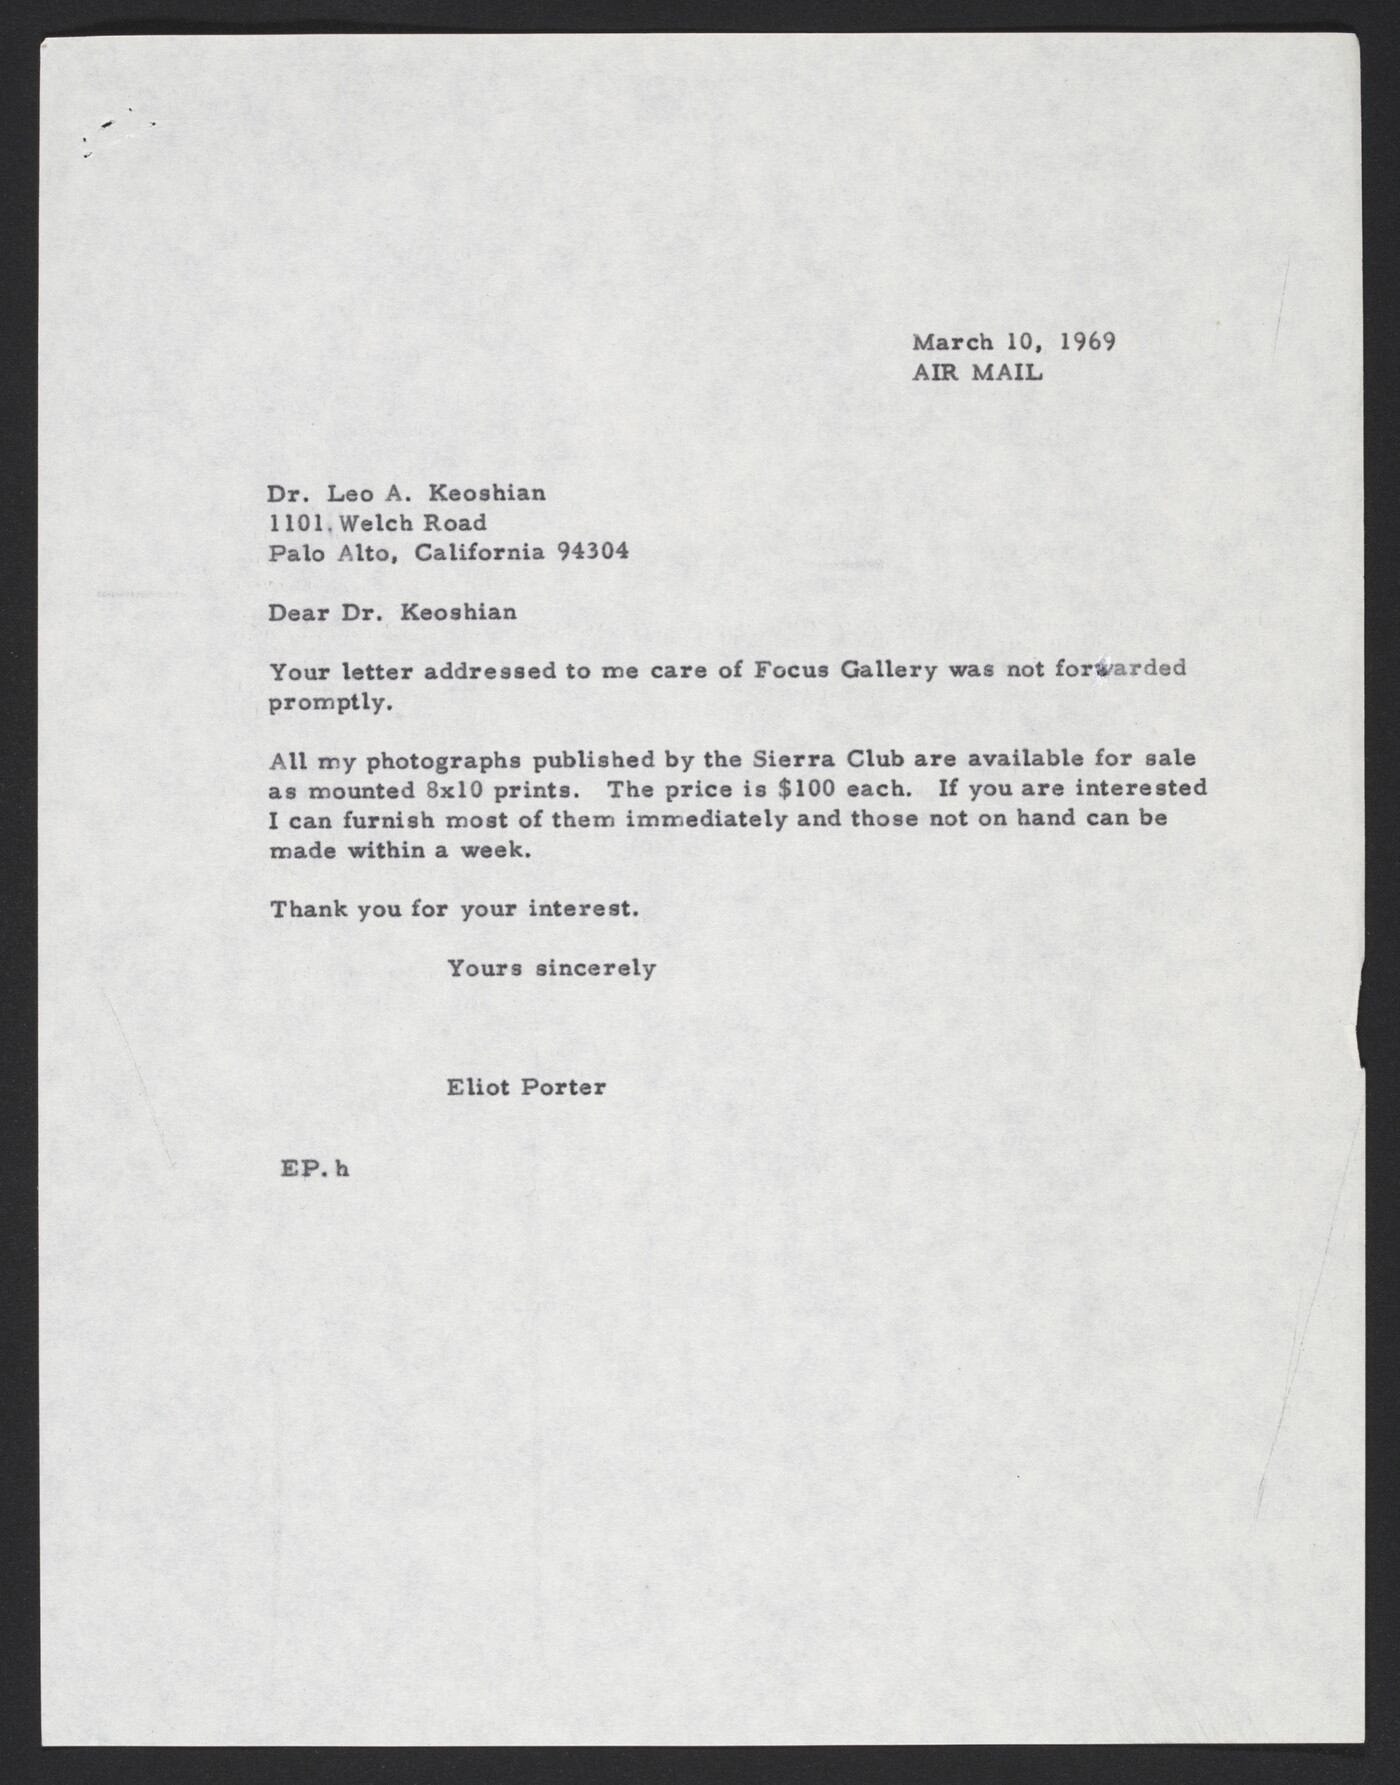 March 10, 1969
AIR MAIL
Dr. Leo A. Keoshian
1101. Welch Road
Palo Alto, California 94304
Dear Dr. Keoshian
Your letter addressed to me care of Focus Gallery was not forwarded
promptly.
All my photographs published by the Sierra Club are available for sale
as mounted 8x10 prints. The price is $100 each. If you are interested
I can furnish most of them immediately and those not on hand can be
made within a week.
Thank you for your interest.
Yours sincerely
Eliot Porter
EP.h